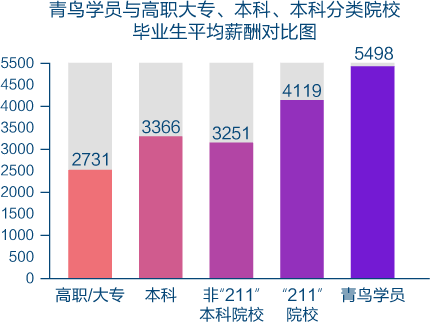 青鸟学员与高职大专、本科、本科分类院校
毕业生平均薪酬对比图
5500
4000
3500
3000
2500
2000
1500
1000
500
0
2731
3366
3251
4119
5498
高职/大专
本科
非“211”
本科院校
“211”
院校
青鸟学员